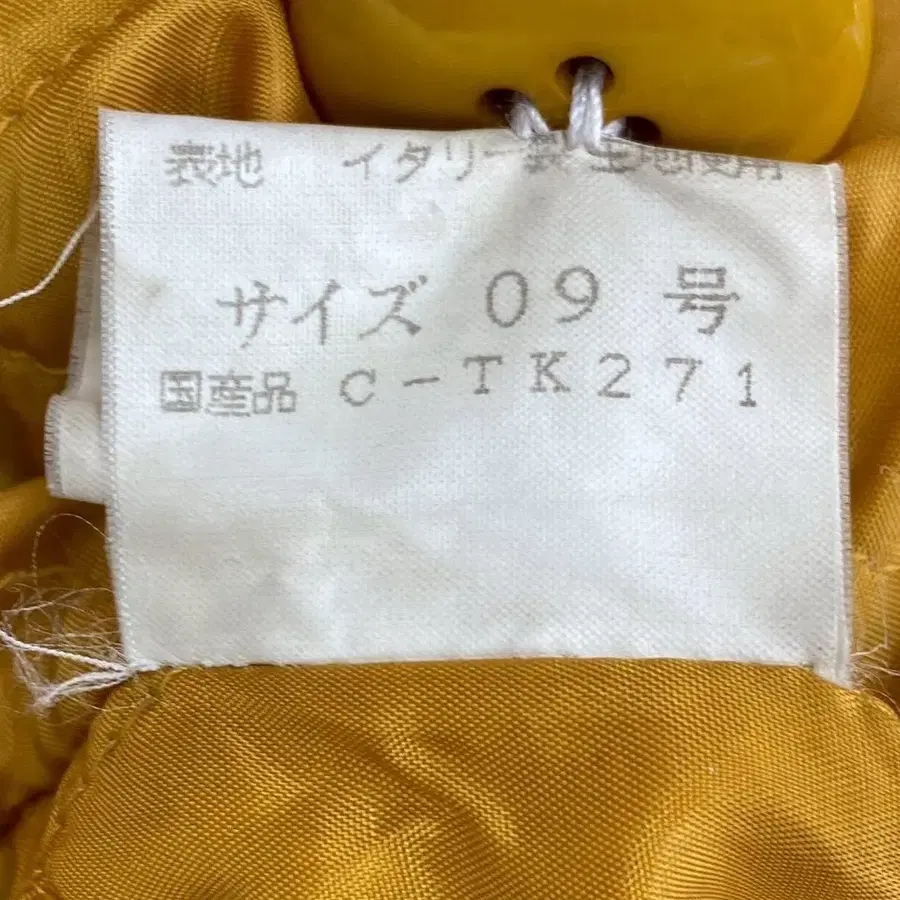 表地 イタリー製生地使用
サイズ 09 号
国産品 C-TK271